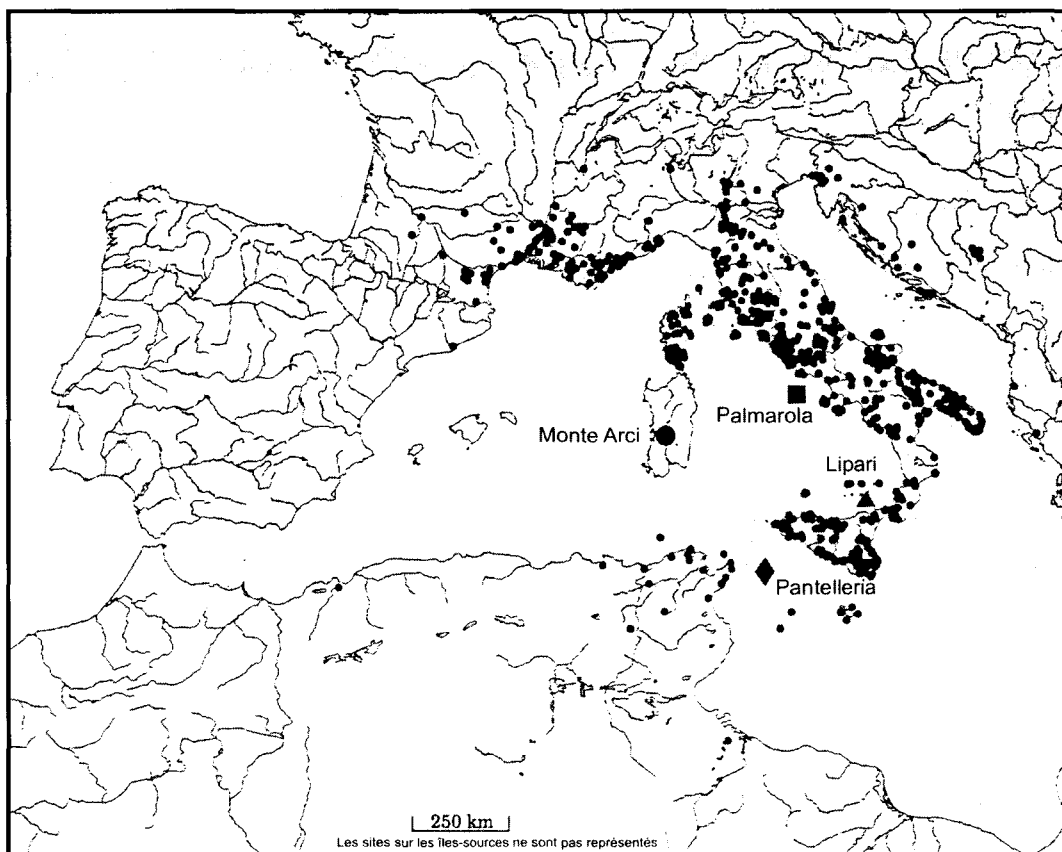 Palmarola
Monte Arci
Lipari
Pantelleria
250 km
Les sites sur les îles-sources ne sont pas représentés